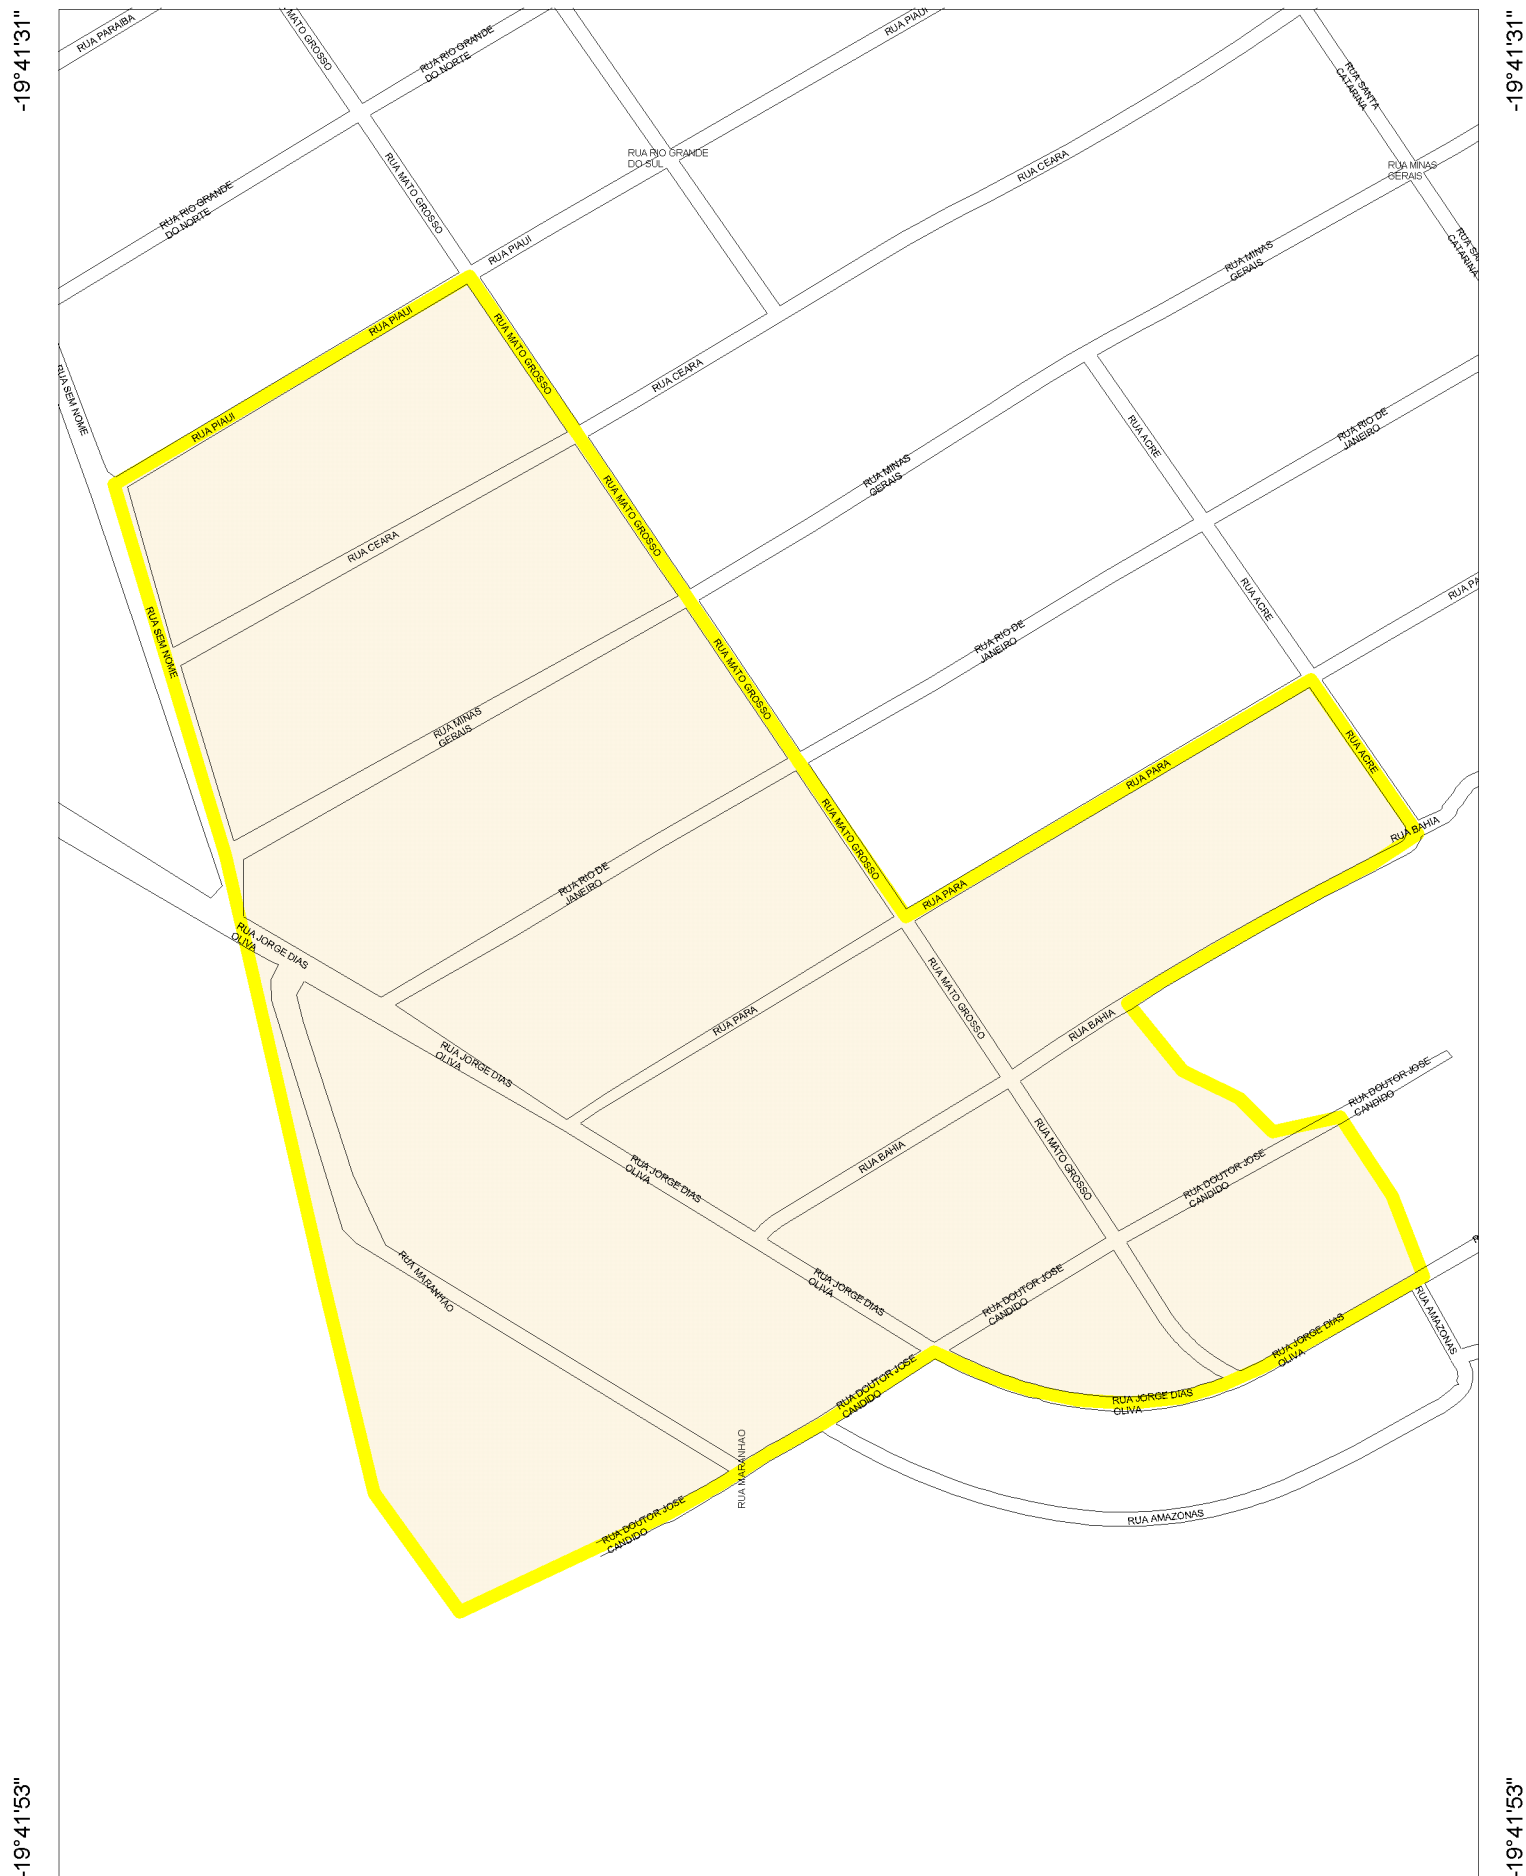 -19°41'31"
-19°41'31"
RUA PARAIBA
MATO GROSSO
RUA RIO GRANDE
DO NORTE
RUA PIAUI
RUA SANTA
CATARINA
RUA RIO GRANDE
DO SUL
RUA MATO GROSSO
RUA CEARA
RUA MINAS
GERAIS
RUA RIO GRANDE
DO NORTE
RUA PIAUI
RUA MINAS
GERAIS
CATARINA
RUA PIAUI
RUA MATO GROSSO
RUA SEM NOME
RUA CEARA
RUA PIAUI
RUA ACRE
RUA RIO DE
JANEIRO
RUA MINAS
GERAIS
RUA CEARA
RUA MATO GROSSO
RUA ACRE
RUA PA
RUA SEM NOME
RUA RIO DE
JANEIRO
RUA MATO GROSSO
RUA MINAS
GERAIS
RUA ACRE
RUA PARA
RUA MATO GROSSO
RUA BAHIA
RUA RIO DE
JANEIRO
RUA PARA
RUA JORGE DIAS
OLIVA
RUA MATO GROSSO
RUA PARA
RUA BAHIA
RUA JORGE DIAS
OLIVA
RUA DOUTOR JOSE
CANDIDO
RUA BAHIA
RUA MATO GROSSO
RUA JORGE DIAS
OLIVA
RUA DOUTOR JOSE
CANDIDO
RUA MARANHAO
RUA JORGE DIAS
OLIVA
RUA DOUTOR JOSE
CANDIDO
RUA AMAZONAS
RUA JORGE DIAS
OLIVA
RUA DOUTOR JOSE
CANDIDO
RUA JORGE DIAS
OLIVA
RUA MARANHAO
RUA AMAZONAS
RUA DOUTOR JOSE
CANDIDO
-19°41'53"
-19°41'53"